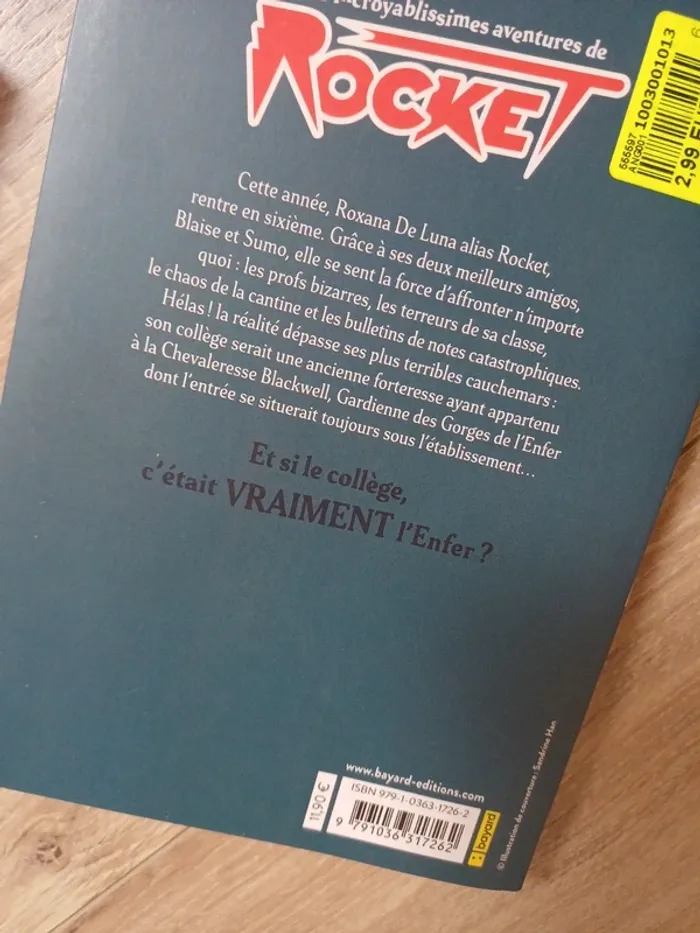 incroyablissimes aventures de
ROCKET
555597
ANG001
1003001013
2,99
Cette année, Roxana De Luna alias Rocket,
rentre en sixième. Grâce à ses deux meilleurs amigos,
Blaise et Sumo, elle se sent la force d'affronter n'importe
quoi : les profs bizarres, les terreurs de sa classe,
le chaos de la cantine et les bulletins de notes catastrophiques.
Hélas ! la réalité dépasse ses plus terribles cauchemars :
son collège serait une ancienne forteresse ayant appartenu
à la Chevaleresse Blackwell, Gardienne des Gorges de l'Enfer
dont l'entrée se situerait toujours sous l'établissement...
Et si le collège,
c'était VRAIMENT l'Enfer ?
www.bayard-editions.com
ISBN 979-1-0363-1726-2
11,90 €
9 791036 317262
bayard
© Illustration de couverture : Sandrine Han